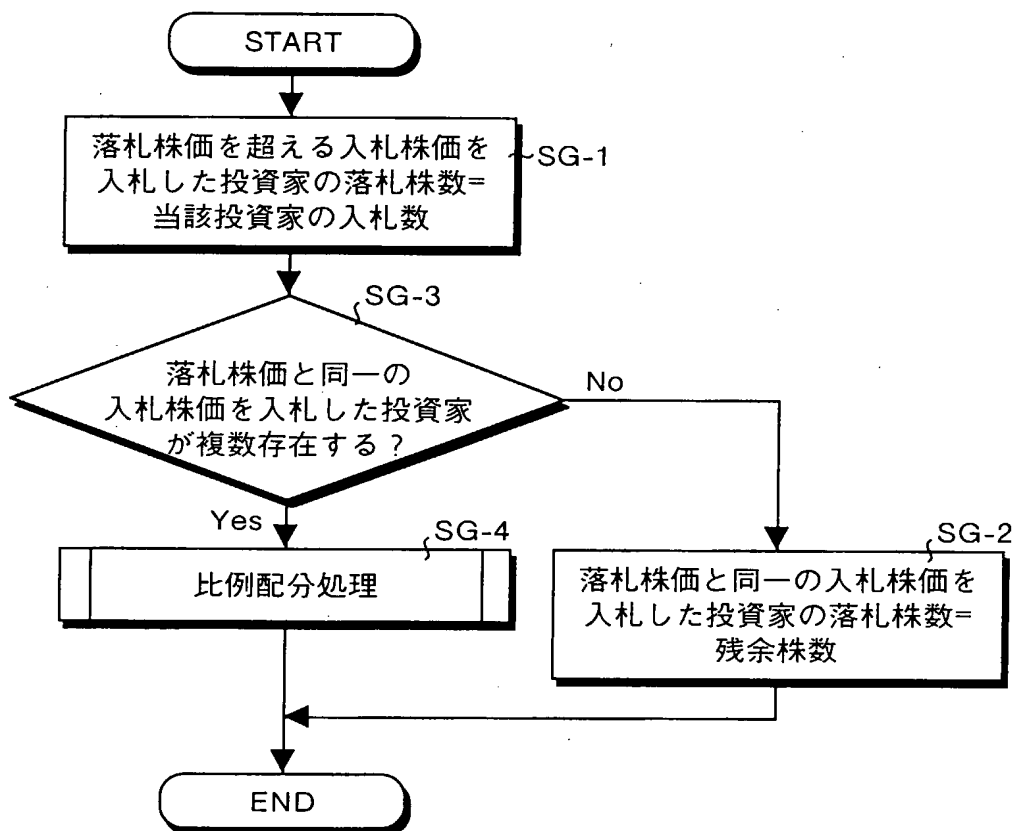 START
落札株価を超える入札株価を
入札した投資家の落札株数=
当該投資家の入札数
SG-1
SG-3
落札株価と同一の
入札株価を入札した投資家
が複数存在する？
No
Yes
SG-4
比例配分処理
SG-2
落札株価と同一の入札株価を
入札した投資家の落札株数=
残余株数
END